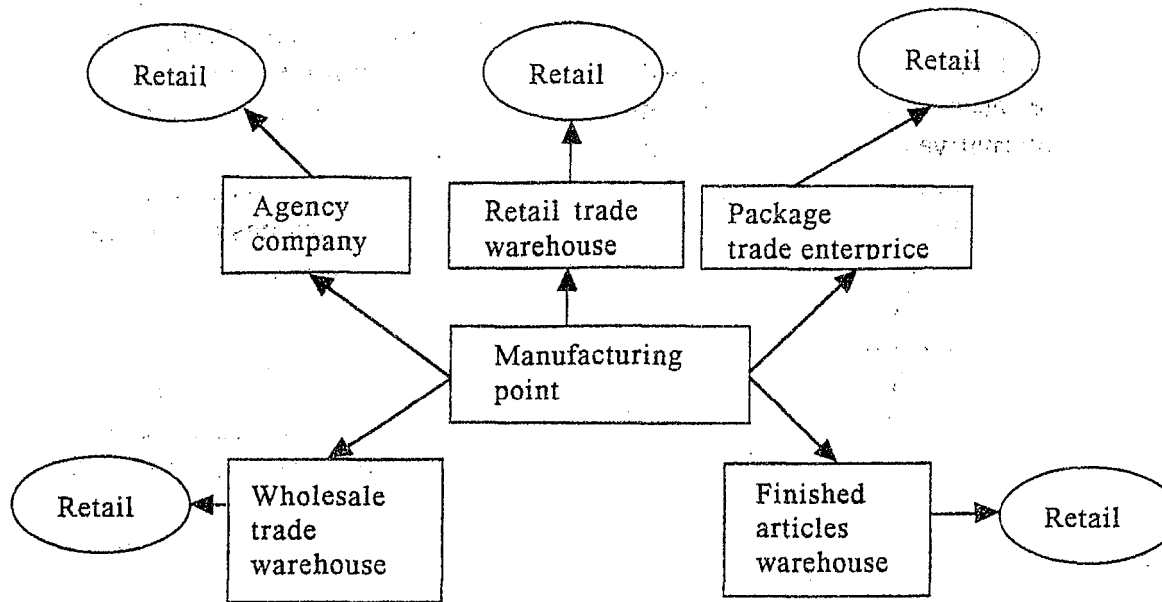 Retail
Retail
Retail
Agency
company
Retail trade
warehouse
Package
trade enterprice
Manufacturing
point
Retail
Wholesale
trade
warehouse
Finished
articles
warehouse
Retail